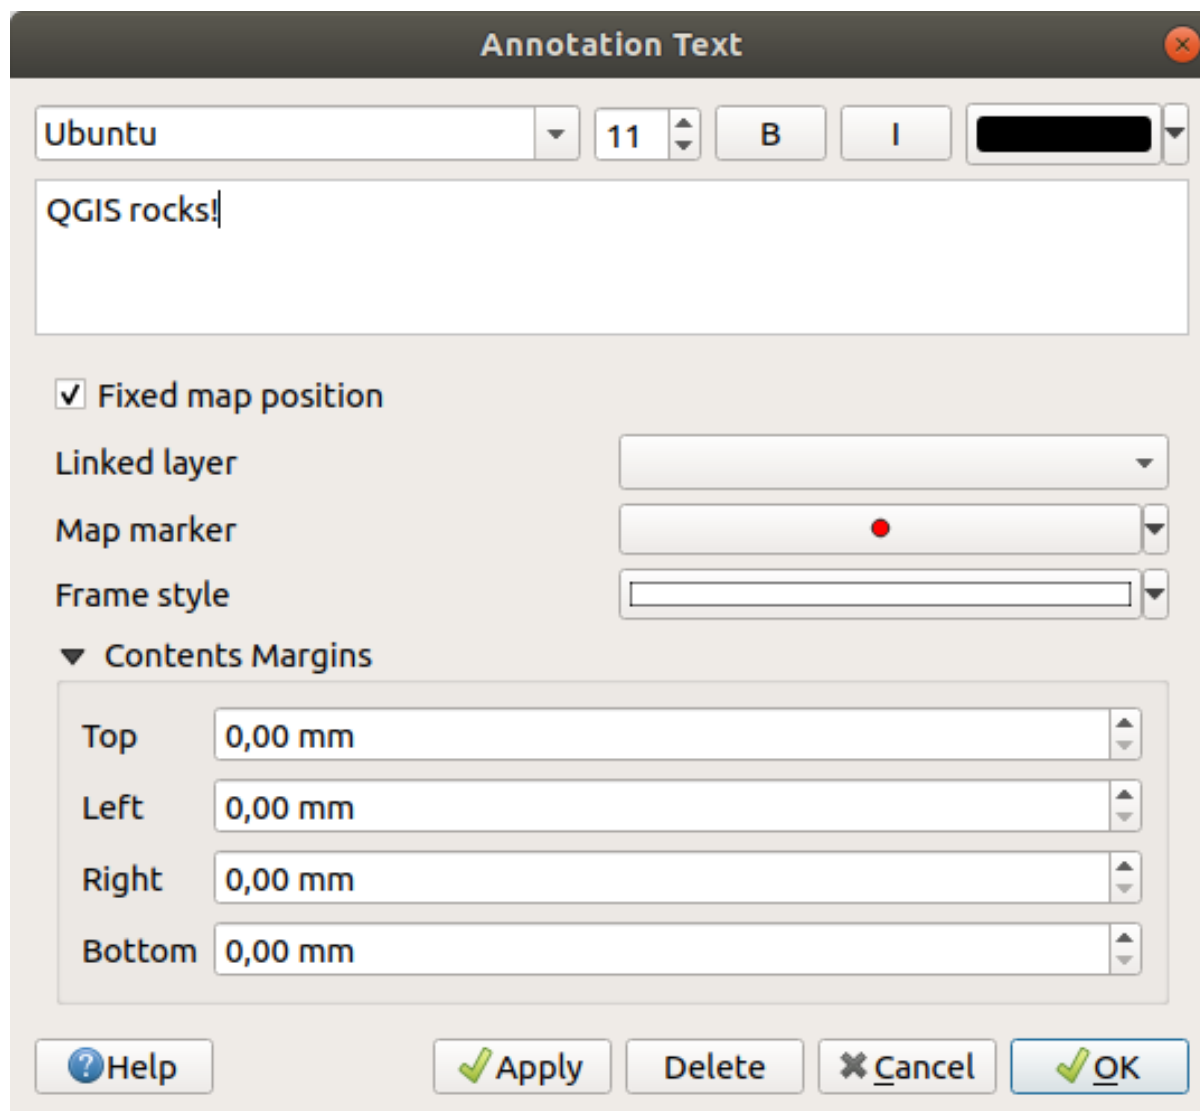 Annotation Text
Ubuntu 11 B I
QGIS rocks!
Fixed map position
Linked layer
Map marker
Frame style
Contents Margins
Top 0,00 mm
Left 0,00 mm
Right 0,00 mm
Bottom 0,00 mm
Help Apply Delete Cancel OK